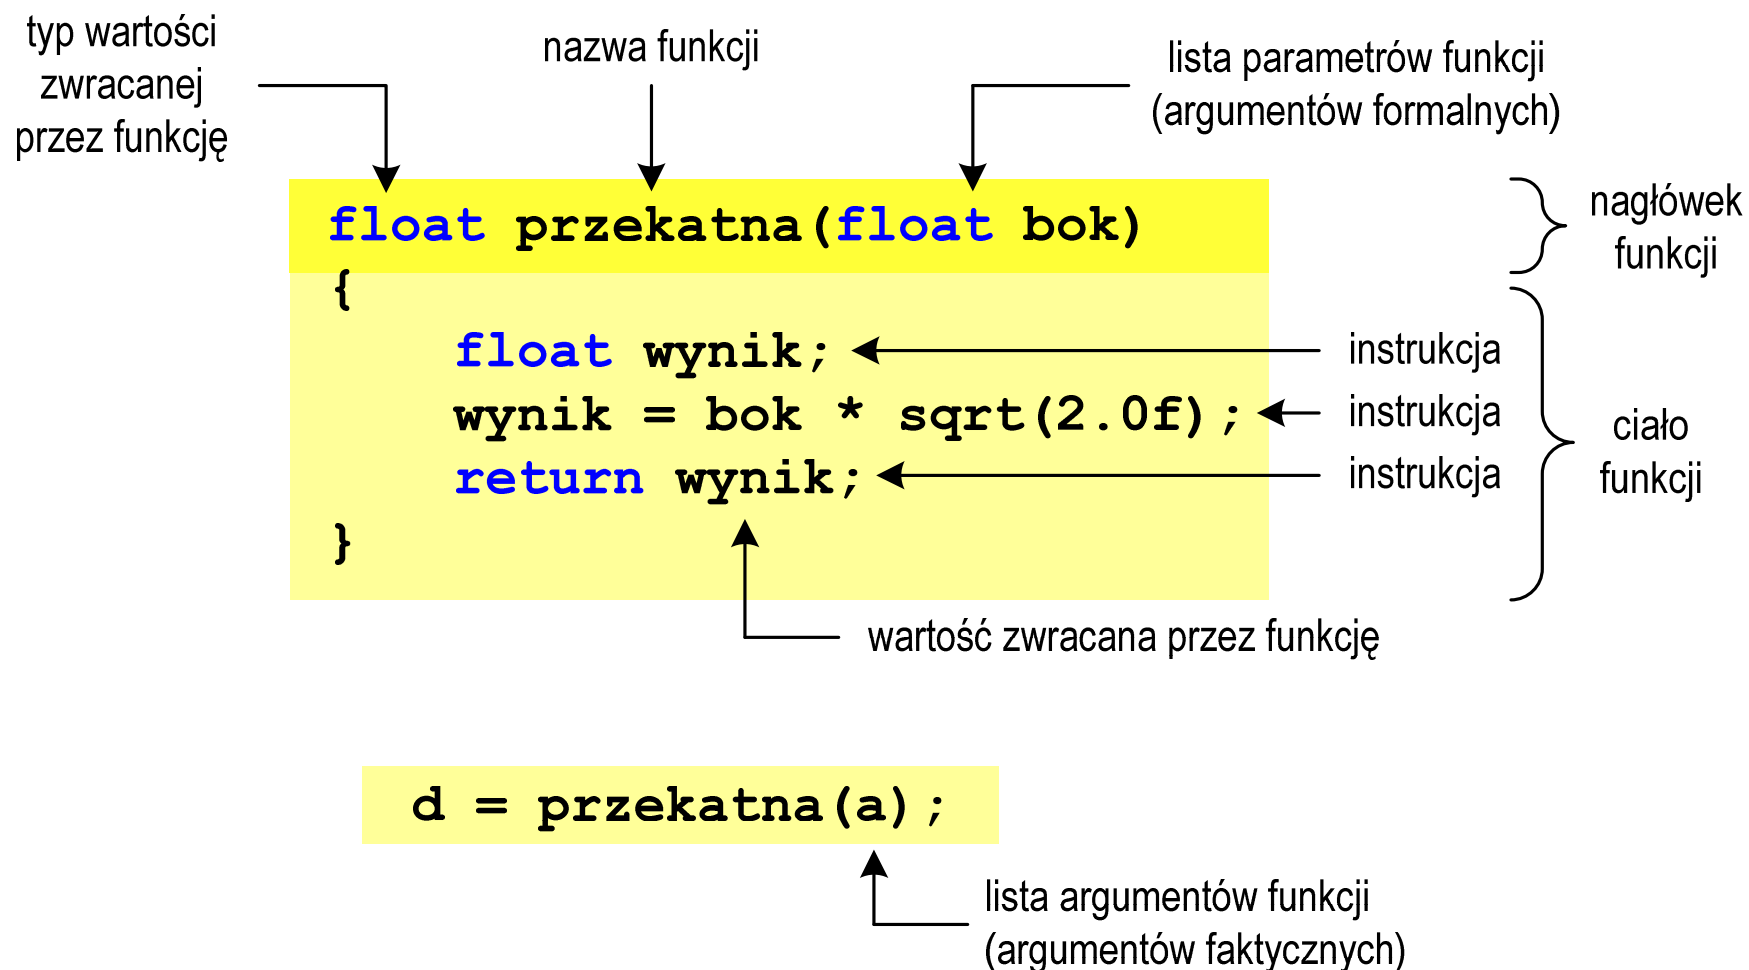 typ wartości
zwracanej
przez funkcję
nazwa funkcji
lista parametrów funkcji
(argumentów formalnych)
float przekatna(float bok)
nagłówek
funkcji
{
float wynik;
instrukcja
wynik = bok * sqrt(2.0f);
instrukcja
return wynik;
instrukcja
}
ciało
funkcji
wartość zwracana przez funkcję
d = przekatna(a);
lista argumentów funkcji
(argumentów faktycznych)